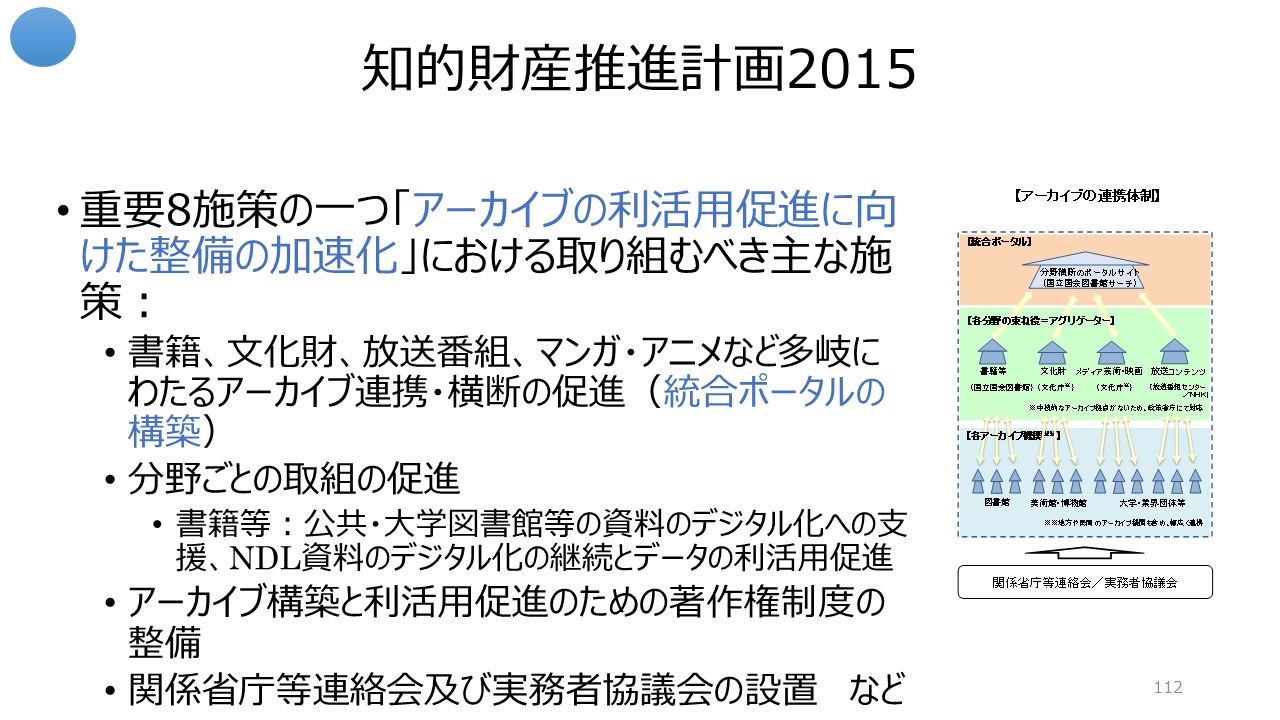 知的財産推進計画2015
• 重要8施策の一つ「アーカイブの利活用促進に向
けた整備の加速化」における取り組むべき主な施
策：
• 書籍、文化財、放送番組、マンガ・アニメなど多岐に
わたるアーカイブ連携・横断の促進（統合ポータルの
構築）
• 分野ごとの取組の促進
• 書籍等：公共・大学図書館等の資料のデジタル化への支
援、NDL資料のデジタル化の継続とデータの利活用促進
• アーカイブ構築と利活用促進のための著作権制度の
整備
• 関係省庁等連絡会及び実務者協議会の設置　など
【アーカイブの連携体制】
【統合ポータル】
分野横断のポータルサイト
（国立国会図書館サーチ）
【各分野の束ね役＝アグリゲーター】
書籍等 文化財 メディア芸術・映画 放送コンテンツ
（国立国会図書館） （文化庁※） （文化庁※） （放送番組センター
／NHK）
※中核的なアーカイブ拠点がないため、政策省庁にて対応
【各アーカイブ機関※※】
図書館 美術館・博物館 大学・業界団体等
※※地方や民間のアーカイブ機関も含め、幅広く連携
関係省庁等連絡会／実務者協議会
112